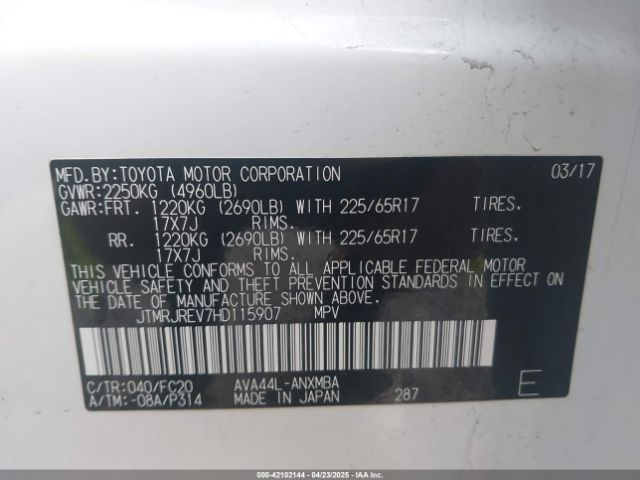 MFD.BY:TOYOTA MOTOR CORPORATION 03/17
GVWR:2250KG (4960LB)
GAWR:FRT. 1220KG (2690LB) WITH 225/65R17 TIRES.
17X7J RIMS.
RR. 1220KG (2690LB) WITH 225/65R17 TIRES.
17X7J RIMS.
THIS VEHICLE CONFORMS TO ALL APPLICABLE FEDERAL MOTOR
VEHICLE SAFETY AND THEFT PREVENTION STANDARDS IN EFFECT ON
THE DATE OF MANUFACTURE SHOWN ABOVE.
JTMRJREV7HD115907 MPV
C/TR:040/FC20 AVA44L-ANXMBA
A/TM:-08A/P314 MADE IN JAPAN 287 E
000-42102144 - 04/23/2025 - IAAI.COM